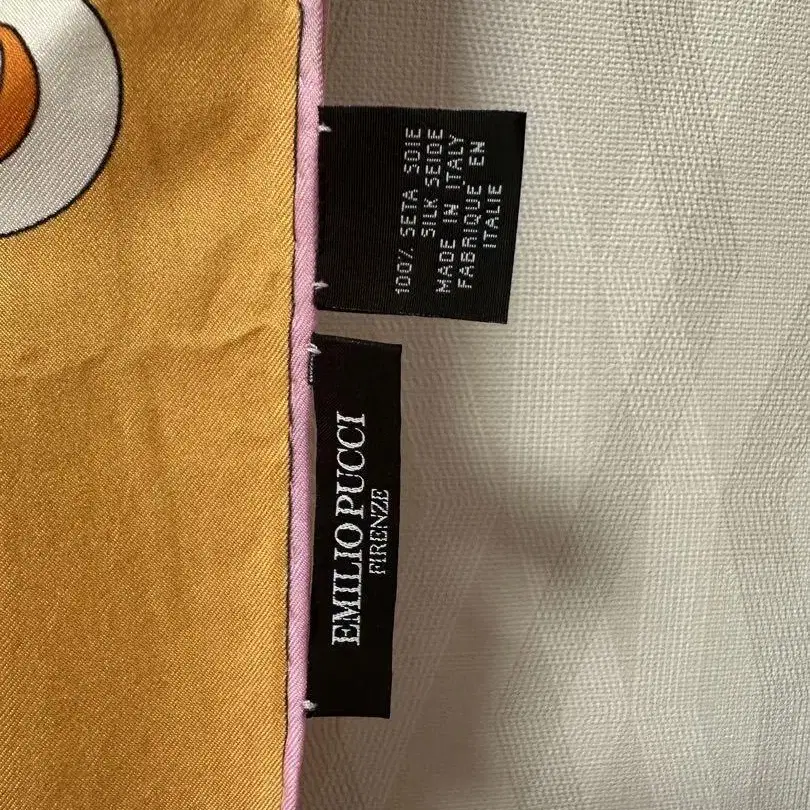 100% SETA SOIE
SILK SEIDE
MADE IN ITALY
FABRIQUE EN
ITALIE
EMILIO PUCCI
FIRENZE